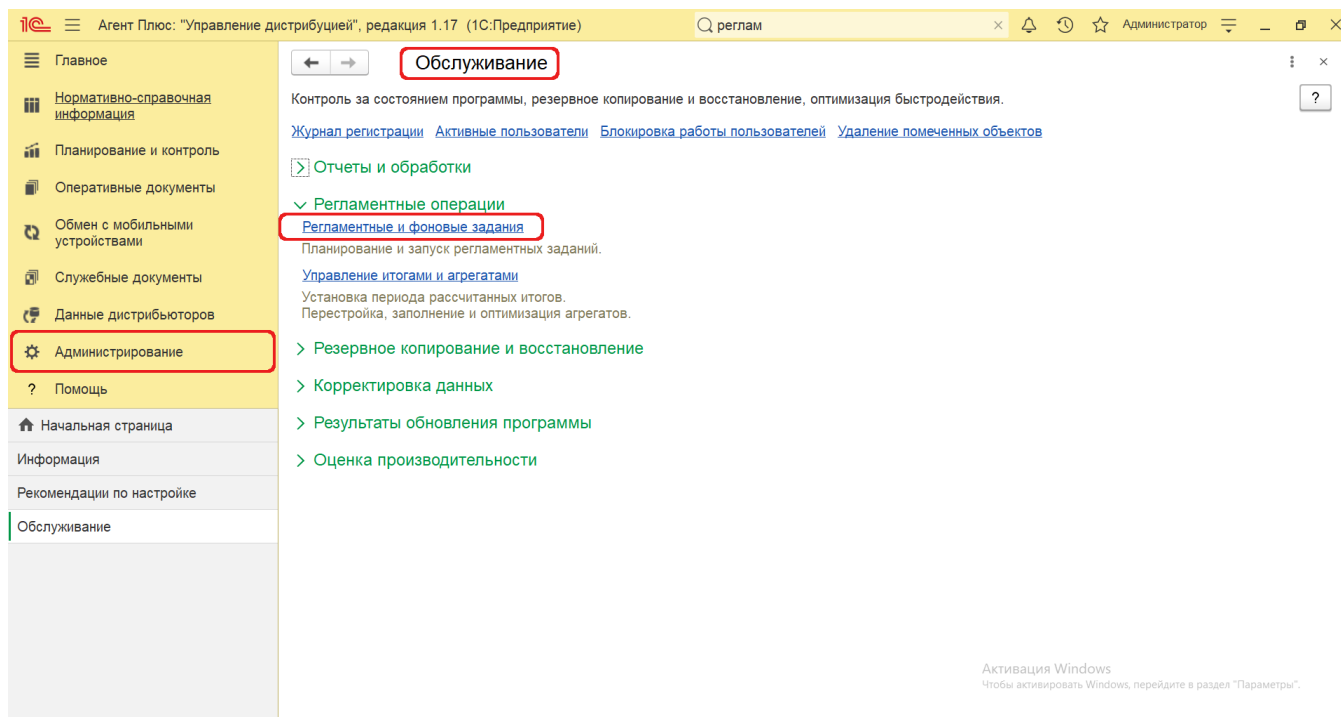 1С Агент Плюс: "Управление дистрибуцией", редакция 1.17 (1С:Предприятие) реглам Администратор
Главное
Нормативно-справочная
информация
Планирование и контроль
Оперативные документы
Обмен с мобильными
устройствами
Служебные документы
Данные дистрибьюторов
Администрирование
? Помощь
Начальная страница
Информация
Рекомендации по настройке
Обслуживание
Обслуживание
Контроль за состоянием программы, резервное копирование и восстановление, оптимизация быстродействия.
?
Журнал регистрации Активные пользователи Блокировка работы пользователей Удаление помеченных объектов
Отчеты и обработки
Регламентные операции
Регламентные и фоновые задания
Планирование и запуск регламентных заданий.
Управление итогами и агрегатами
Установка периода рассчитанных итогов.
Перестройка, заполнение и оптимизация агрегатов.
Резервное копирование и восстановление
Корректировка данных
Результаты обновления программы
Оценка производительности
Активация Windows
Чтобы активировать Windows, перейдите в раздел "Параметры".